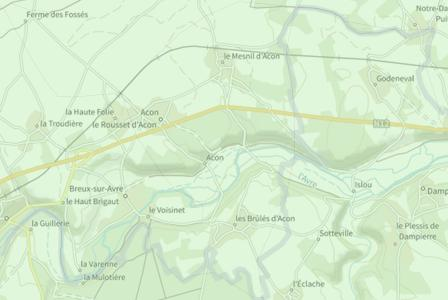 Ferme des Fossés
Notre-Da
Pui
le Mesnil d'Acon
Godeneval
la Haute Folie
Acon
la Troudière
le Rousset d'Acon
N12
Acon
l'Avre
Islou
Breux-sur-Avre
Damp
le Haut Brigaut
le Voisinet
la Guillerie
les Brûlés d'Acon
le Plessis de
Dampierre
Sotteville
la Varenne
la Mulotière
l'Éclache